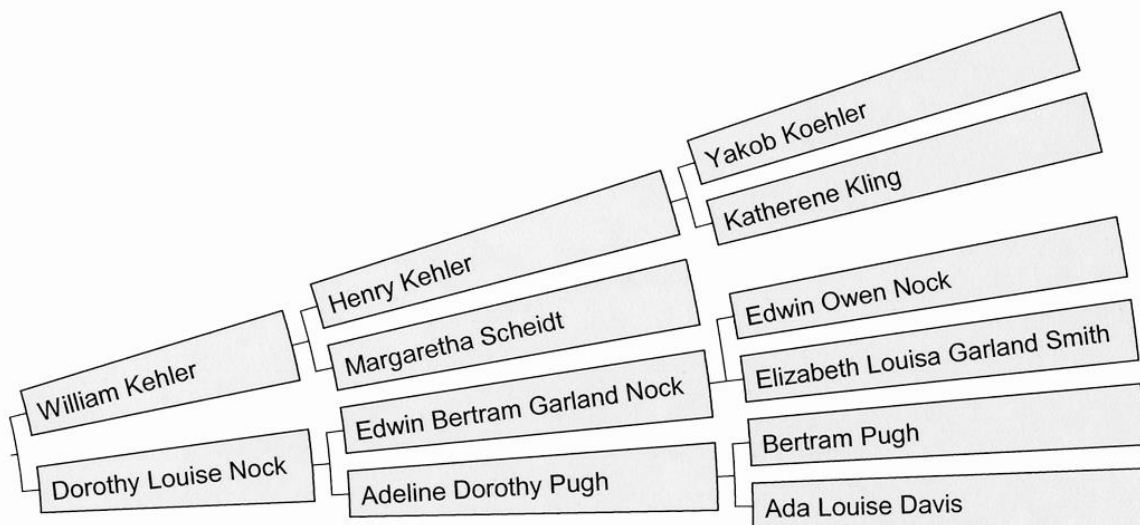 Yakob Koehler
Katherene Kling
Henry Kehler
Margaretha Scheidt
Edwin Owen Nock
Elizabeth Louisa Garland Smith
William Kehler
Edwin Bertram Garland Nock
Bertram Pugh
Dorothy Louise Nock
Adeline Dorothy Pugh
Ada Louise Davis